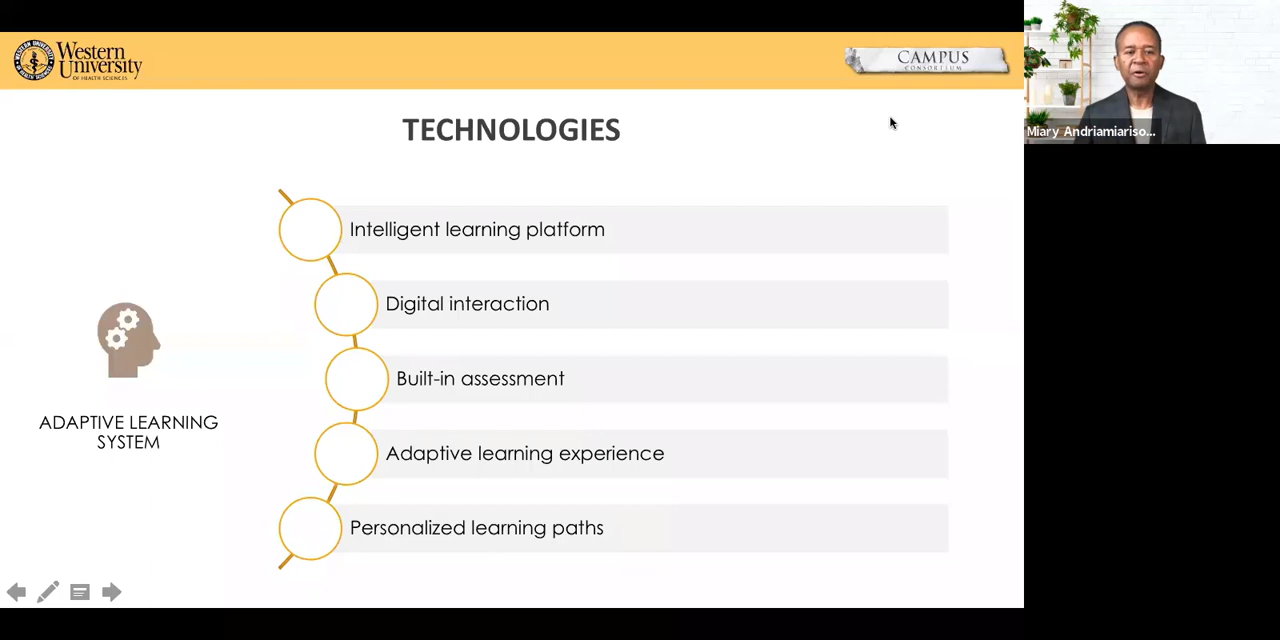 Western
University
OF HEALTH SCIENCES
CAMPUS
CONSORTIUM
Miary Andriamiariso...
TECHNOLOGIES
Intelligent learning platform
Digital interaction
Built-in assessment
Adaptive learning experience
Personalized learning paths
ADAPTIVE LEARNING
SYSTEM